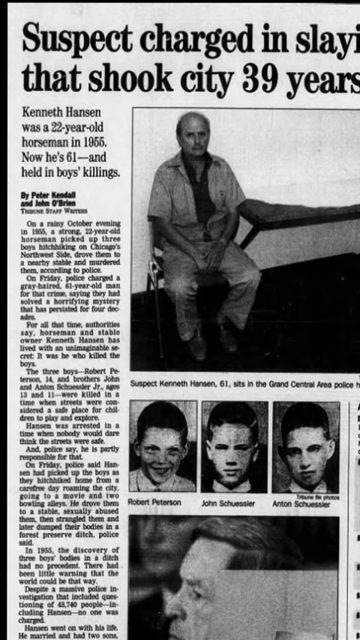 Suspect charged in slayi
that shook city 39 years
Kenneth Hansen
was a 22-year-old
horseman in 1955.
Now he's 61—and
held in boys' killings.
By Peter Kendall
and John O'Brien
TRIBUNE STAFF WRITERS
On a rainy October evening
in 1955, a strong, 22-year-old
horseman picked up three
boys hitchhiking on Chicago's
Northwest Side, drove them to
a nearby stable and murdered
them, according to police.
On Friday, police charged a
gray-haired, 61-year-old man
for that crime, saying they had
solved a horrifying mystery
that has persisted for four dec-
ades.
For all that time, authorities
say, horseman and stable
owner Kenneth Hansen has
lived with an unimaginable se-
cret: It was he who killed the
boys.
The three boys—Robert Pe-
terson, 14, and brothers John
and Anton Schuessler Jr., ages
13 and 11—were killed in a
time when streets were con-
sidered a safe place for chil-
dren to play and explore.
Hansen was arrested in a
time when nobody would dare
think the streets were safe.
And, police say, he is partly
responsible for that.
On Friday, police said Han-
sen had picked up the boys as
they hitchhiked home from a
carefree day roaming the city,
going to a movie and two
bowling alleys. He drove them
to a stable, sexually abused
them, then strangled them and
later dumped their bodies in a
forest preserve ditch, police
said.
In 1955, the discovery of
three boys' bodies in a ditch
had no precedent. There had
been little warning that the
world could be that way.
Despite a massive police in-
vestigation that included ques-
tioning of 43,740 people—in-
cluding Hansen—no one was
charged.
Hansen went on with his life.
He married and had two sons,
Suspect Kenneth Hansen, 61, sits in the Grand Central Area police h
Tribune file photos
Robert Peterson
John Schuessler
Anton Schuessler